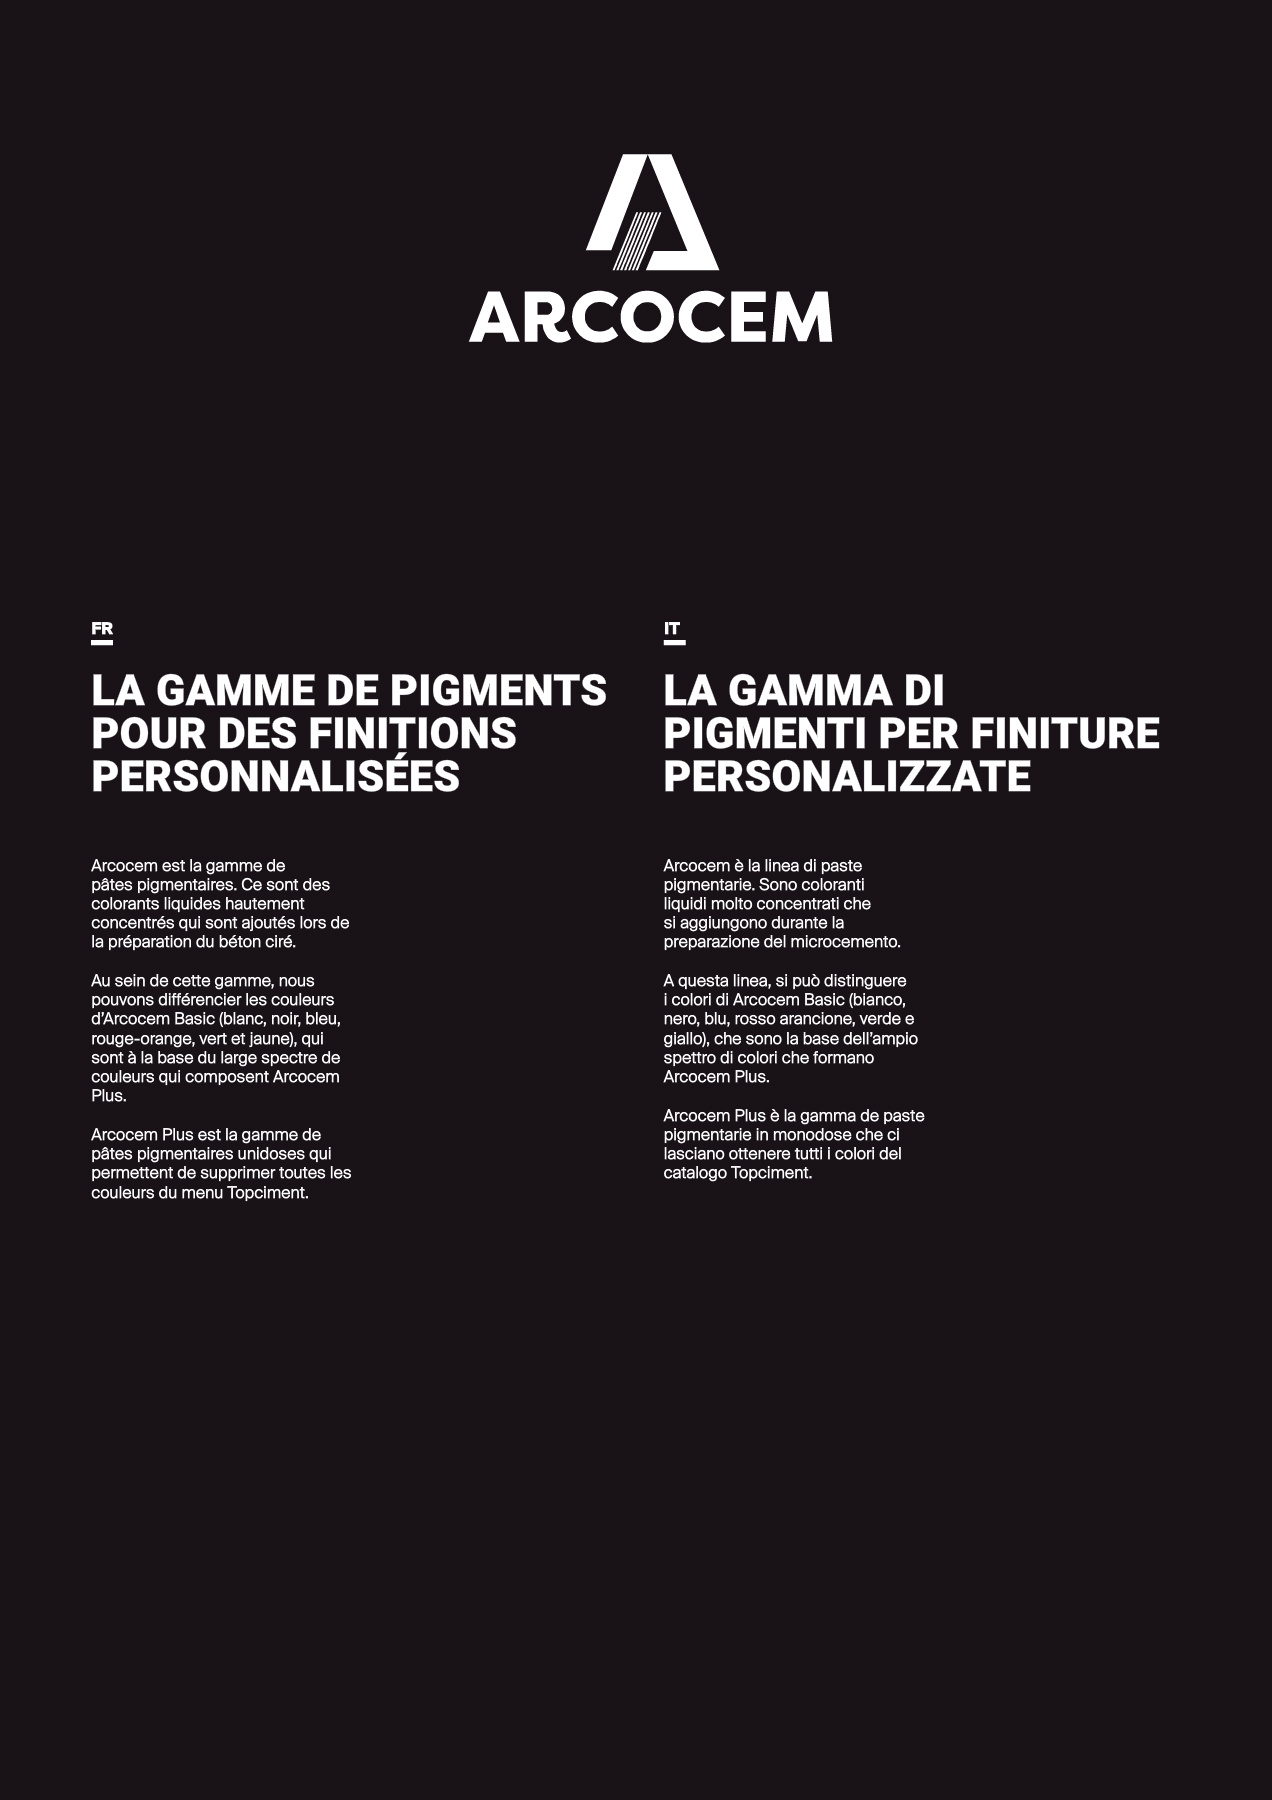 ARCOCEM
FR
LA GAMME DE PIGMENTS
POUR DES FINITIONS
PERSONNALISÉES
Arcocem est la gamme de
pâtes pigmentaires. Ce sont des
colorants liquides hautement
concentrés qui sont ajoutés lors de
la préparation du béton ciré.
Au sein de cette gamme, nous
pouvons différencier les couleurs
d'Arcocem Basic (blanc, noir, bleu,
rouge-orange, vert et jaune), qui
sont à la base du large spectre de
couleurs qui composent Arcocem
Plus.
Arcocem Plus est la gamme de
pâtes pigmentaires unidoses qui
permettent de supprimer toutes les
couleurs du menu Topciment.
IT
LA GAMMA DI
PIGMENTI PER FINITURE
PERSONALIZZATE
Arcocem è la linea di paste
pigmentarie. Sono coloranti
liquidi molto concentrati che
si aggiungono durante la
preparazione del microcemento.
A questa linea, si può distinguere
i colori di Arcocem Basic (bianco,
nero, blu, rosso arancione, verde e
giallo), che sono la base dell'ampio
spettro di colori che formano
Arcocem Plus.
Arcocem Plus è la gamma de paste
pigmentarie in monodose che ci
lasciano ottenere tutti i colori del
catalogo Topciment.